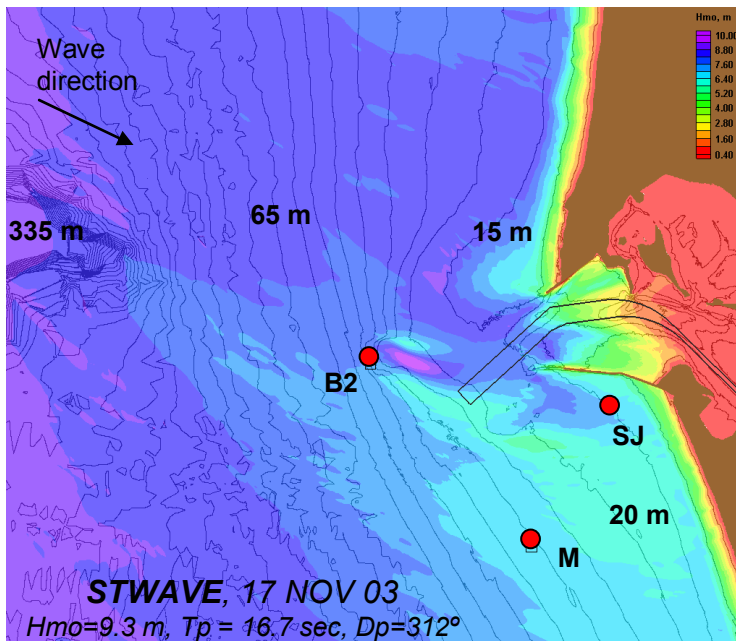 Hmo, m
10.00
8.80
7.60
6.40
5.20
4.00
2.80
1.60
0.40
Wave
direction
335 m
65 m
15 m
B2
SJ
20 m
M
STWAVE, 17 NOV 03
Hmo=9.3 m, Tp = 16.7 sec, Dp=312º